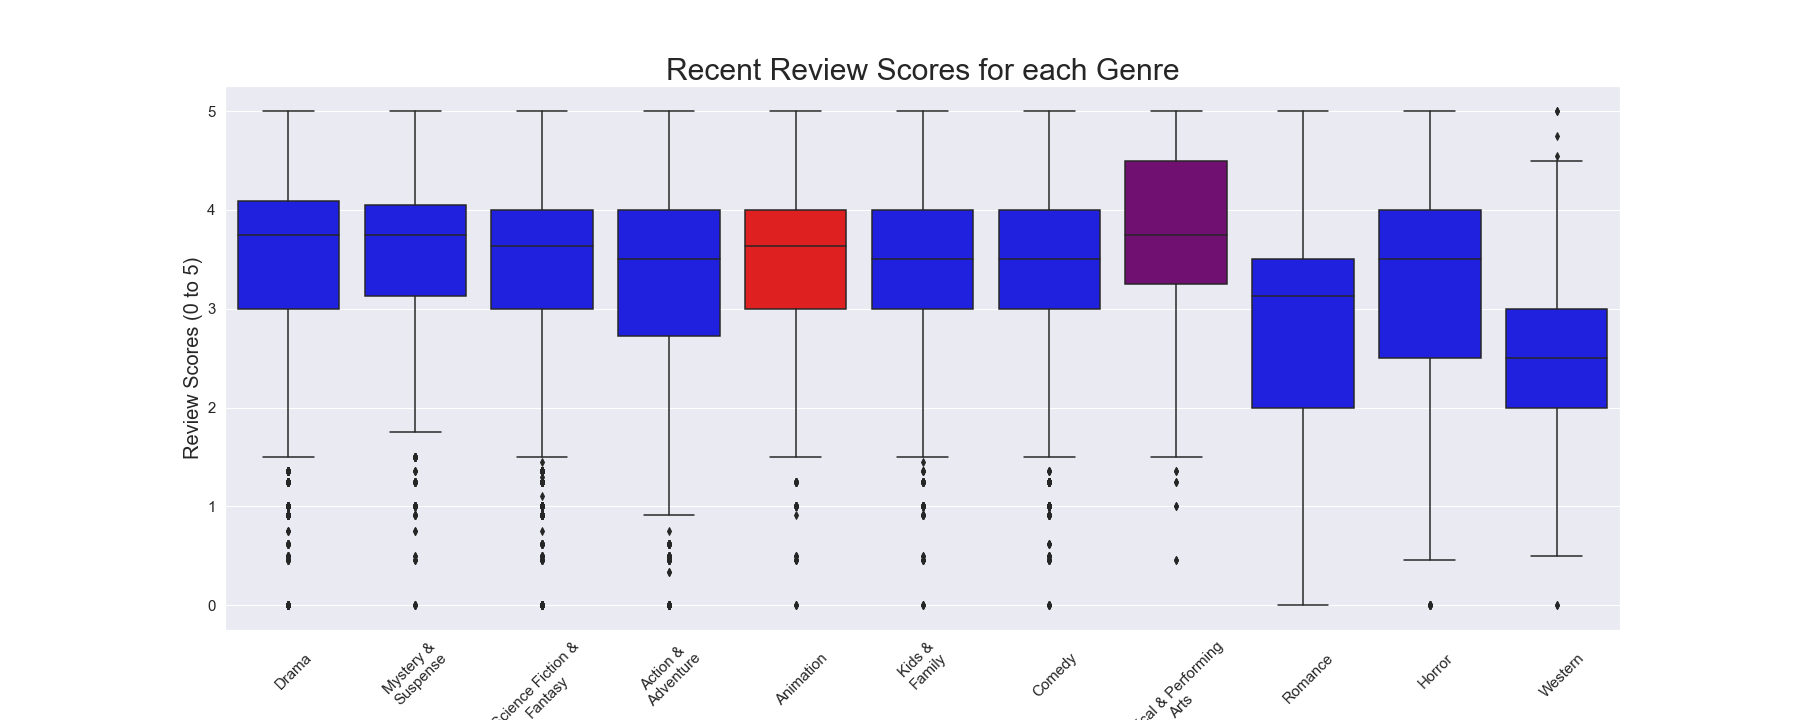 Recent Review Scores for each Genre
Review Scores (0 to 5)
5
4
3
2
1
0
Drama
Mystery &
Suspense
Science Fiction &
Fantasy
Action &
Adventure
Animation
Kids &
Family
Comedy
& Performing
Arts
Romance
Horror
Western